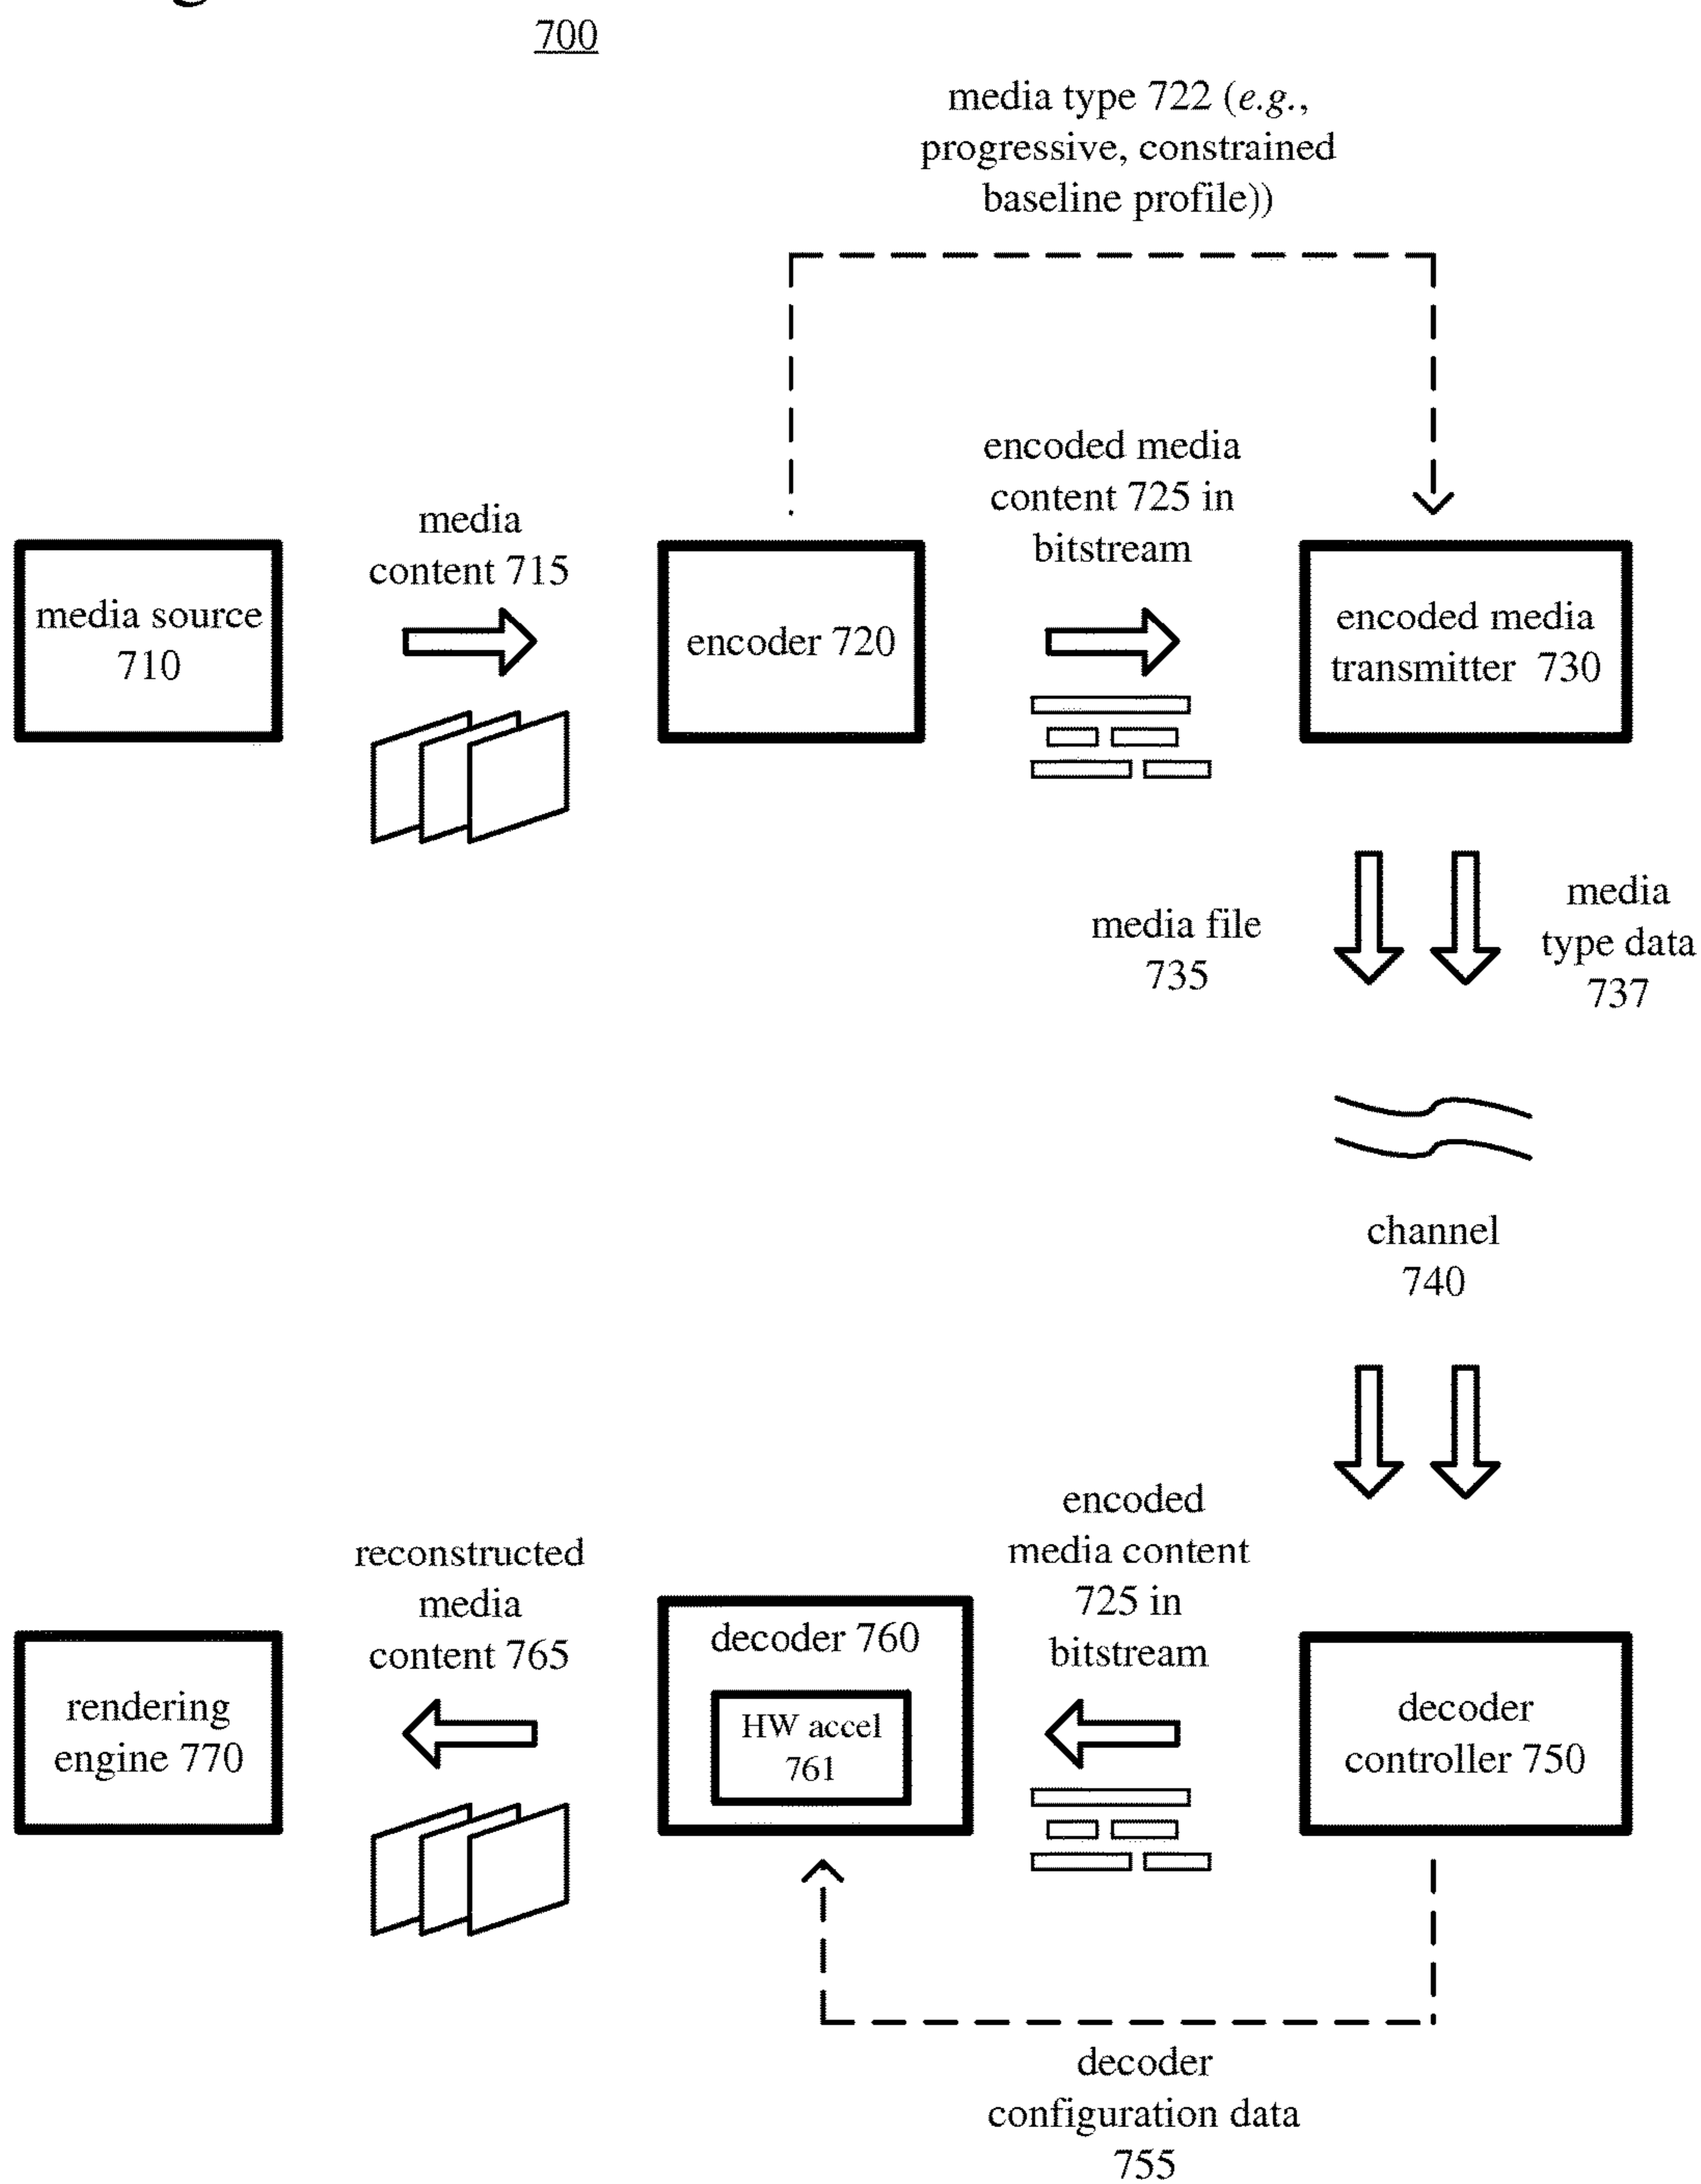 700
media type 722 (e.g.,
progressive, constrained
baseline profile))
encoded media
content 725 in
bitstream
media
content 715
media source
710
encoder 720
encoded media
transmitter 730
media file
735
media
type data
737
channel
740
encoded
media content
725 in
bitstream
reconstructed
media
content 765
decoder 760
HW accel
761
rendering
engine 770
decoder
controller 750
decoder
configuration data
755